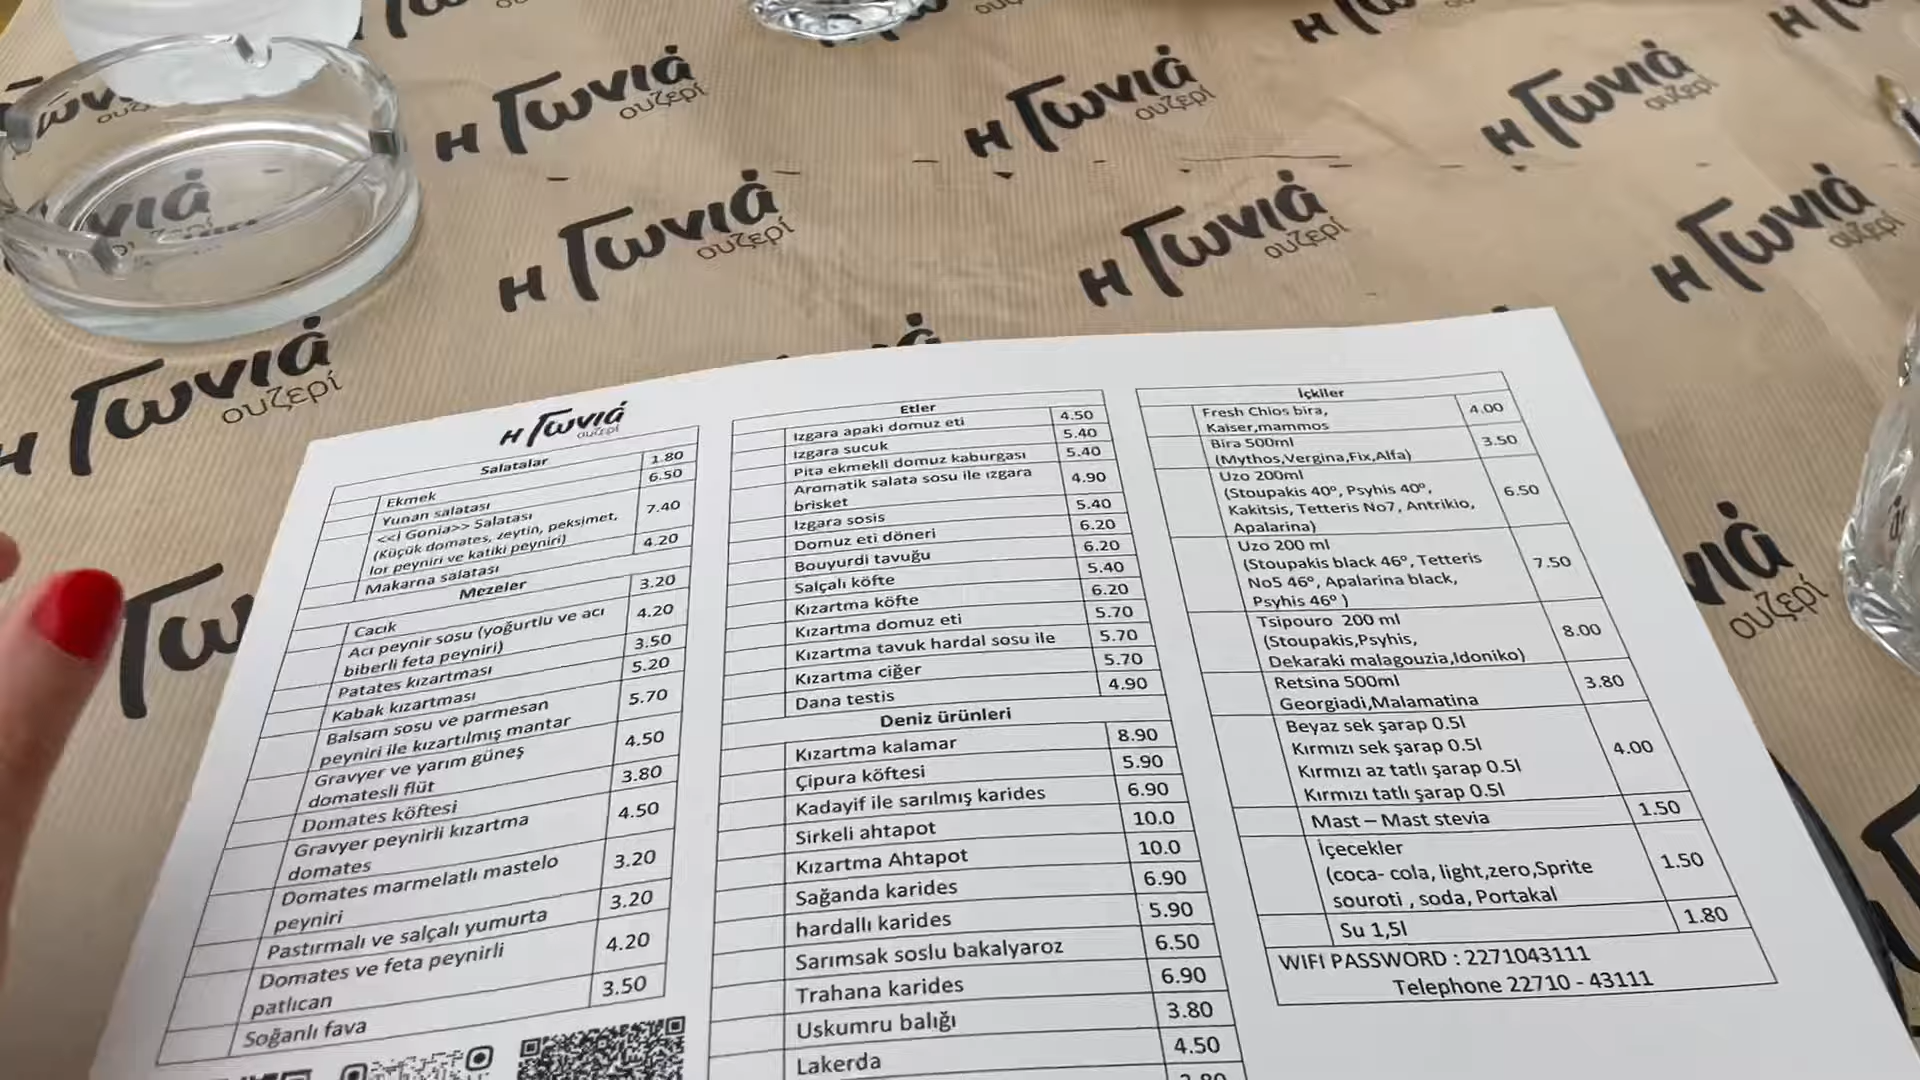 Η Γωνιά
ουζερί
Η Γωνιά
ουζερί
Η Γωνιά
ουζερί
Η Γωνιά
ουζερί
Η Γωνιά
ουζερί
Η Γωνιά
ουζερί
Η Γωνιά
ουζερί
Η Γωνιά
ουζερί
Salatalar
Ekmek 1.80
Yunan salatası 6.50
<<i Gonia>> Salatası 7.40
(Küçük domates, zeytin, peksimet,
lor peyniri ve katiki peyniri)
Makarna salatası 4.20
Mezeler
Cacık 3.20
Acı peynir sosu (yoğurtlu ve acı 4.20
biberli feta peyniri)
Patates kızartması 3.50
Kabak kızartması 5.20
Balsam sosu ve parmesan 5.70
peyniri ile kızartılmış mantar
Gravyer ve yarım güneş 4.50
domatesli flüt
Domates köftesi 3.80
Gravyer peynirli kızartma 4.50
domates
Domates marmelatlı mastelo 3.20
peyniri
Pastırmalı ve salçalı yumurta 3.20
Domates ve feta peynirli 4.20
patlıcan
Soğanlı fava 3.50
Etler
Izgara apaki domuz eti 4.50
Izgara sucuk 5.40
Pita ekmekli domuz kaburgası 5.40
Aromatik salata sosu ile ızgara 4.90
brisket
Izgara sosis 5.40
Domuz eti döneri 6.20
Bouyurdi tavuğu 6.20
Salçalı köfte 5.40
Kızartma köfte 6.20
Kızartma domuz eti 5.70
Kızartma tavuk hardal sosu ile 5.70
Kızartma ciğer 5.70
Dana testis 4.90
Deniz ürünleri
Kızartma kalamar 8.90
Çipura köftesi 5.90
Kadayif ile sarılmış karides 6.90
Sirkeli ahtapot 10.0
Kızartma Ahtapot 10.0
Sağanda karides 6.90
hardallı karides 5.90
Sarımsak soslu bakalyaroz 6.50
Trahana karides 6.90
Uskumru balığı 3.80
Lakerda 4.50
İçkiler
Fresh Chios bira, 4.00
Kaiser,mammos
Bira 500ml 3.50
(Mythos,Vergina,Fix,Alfa)
Uzo 200ml
(Stoupakis 40º, Psyhis 40º, 6.50
Kakitsis, Tetteris No7, Antrikio,
Apalarina)
Uzo 200 ml
(Stoupakis black 46º, Tetteris 7.50
No5 46º, Apalarina black,
Psyhis 46º )
Tsipouro 200 ml
(Stoupakis,Psyhis, 8.00
Dekaraki malagouzia,Idoniko)
Retsina 500ml 3.80
Georgiadi,Malamatina
Beyaz sek şarap 0.5l
Kırmızı sek şarap 0.5l 4.00
Kırmızı az tatlı şarap 0.5l
Kırmızı tatlı şarap 0.5l
Mast – Mast stevia 1.50
İçecekler
(coca- cola, light,zero,Sprite 1.50
souroti , soda, Portakal
Su 1,5l 1.80
WIFI PASSWORD : 2271043111
Telephone 22710 - 43111